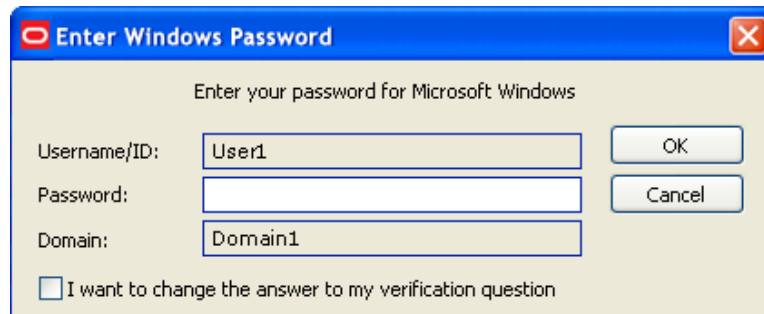 Enter Windows Password
Enter your password for Microsoft Windows
Username/ID: User1 OK
Password: Cancel
Domain: Domain1
I want to change the answer to my verification question